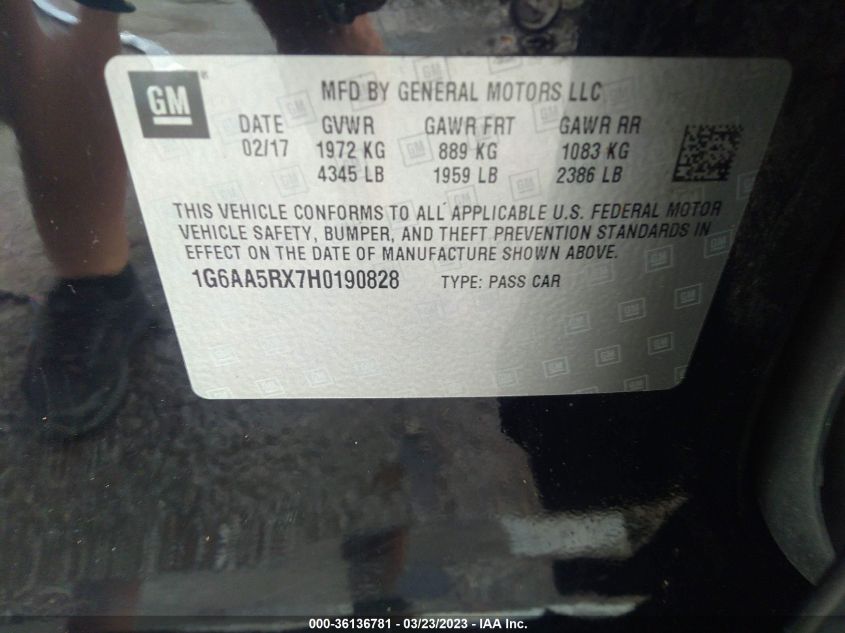 GM®
MFD BY GENERAL MOTORS LLC
DATE GVWR GAWR FRT GAWR RR
02/17 1972 KG 889 KG 1083 KG
4345 LB 1959 LB 2386 LB
THIS VEHICLE CONFORMS TO ALL APPLICABLE U.S. FEDERAL MOTOR
VEHICLE SAFETY, BUMPER, AND THEFT PREVENTION STANDARDS IN
EFFECT ON THE DATE OF MANUFACTURE SHOWN ABOVE.
1G6AA5RX7H0190828 TYPE: PASS CAR
000-36136781 - 03/23/2023 - IAA Inc.